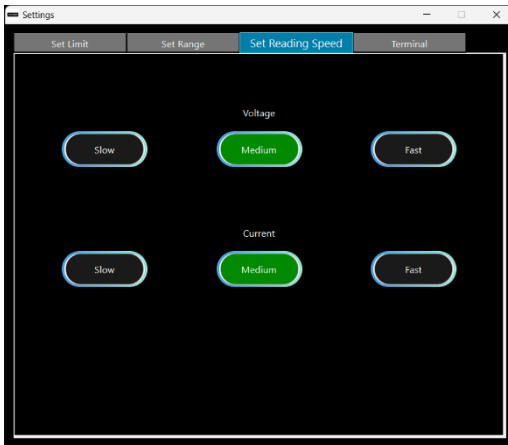 Settings
Set Limit Set Range Set Reading Speed Terminal
Voltage
Slow Medium Fast
Current
Slow Medium Fast